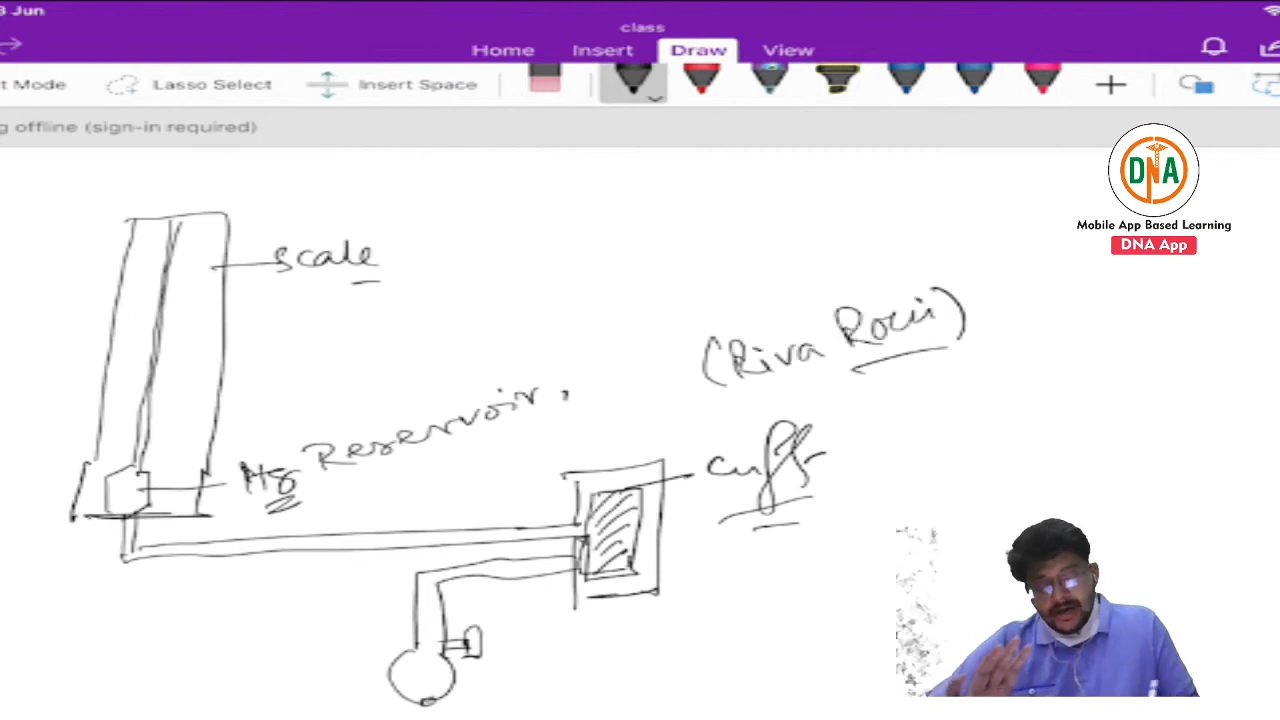 3 Jun
class
Home Insert Draw View
t Mode Lasso Select Insert Space
g offline (sign-in required)
DNA
Mobile App Based Learning
DNA App
scale
(Riva Rocii)
Hg Reservoir,
cuff